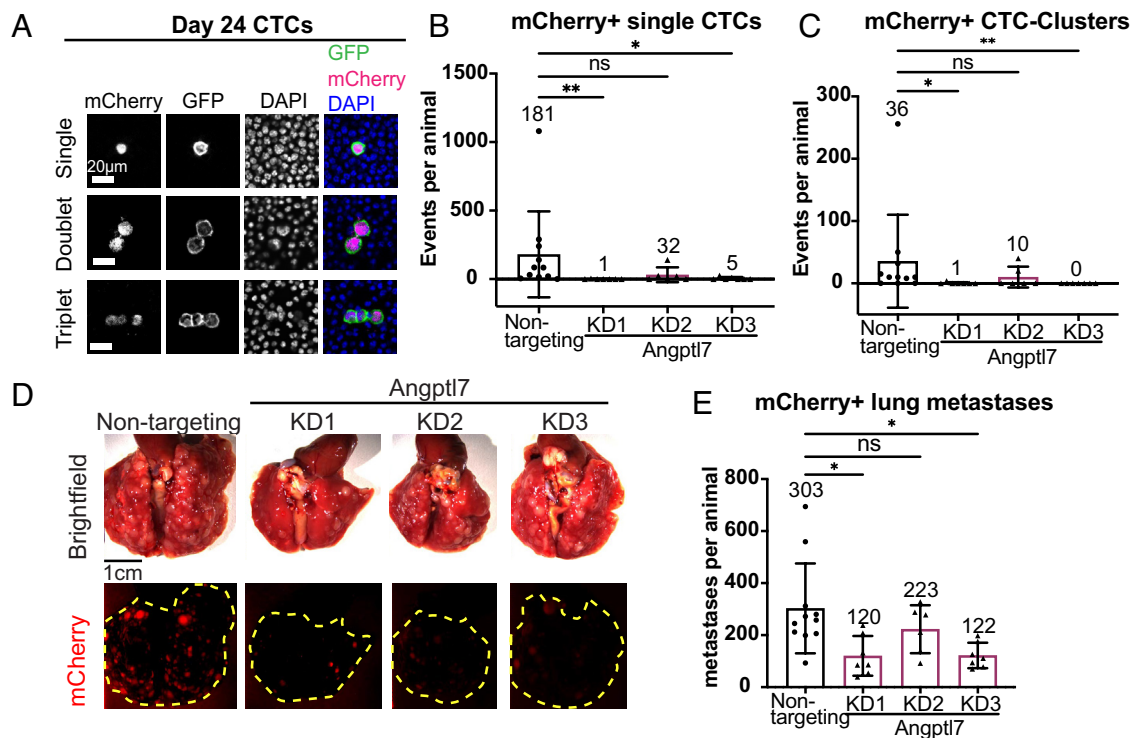 A
Day 24 CTCs
GFP
mCherry
DAPI
mCherry GFP DAPI
Single
20μm
Doublet
Triplet
B
mCherry+ single CTCs
*
ns
**
Events per animal
1500
1000
500
0
181
1
32
5
Non-
targeting
KD1 KD2 KD3
Angptl7
C
mCherry+ CTC-Clusters
**
ns
*
Events per animal
300
200
100
0
36
1
10
0
Non-
targeting
KD1 KD2 KD3
Angptl7
D
Angptl7
Non-targeting KD1 KD2 KD3
Brightfield
1cm
mCherry
E
mCherry+ lung metastases
*
ns
*
metastases per animal
800
600
400
200
0
303
120
223
122
Non-
targeting
KD1 KD2 KD3
Angptl7